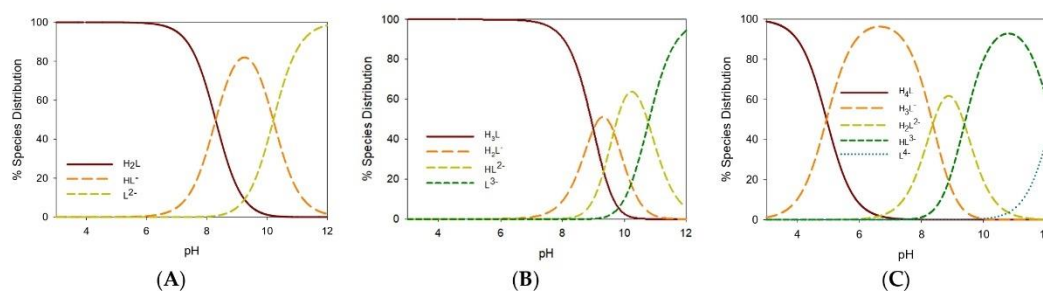 100
80
60
40
20
0
% Species Distribution
H₂L
HL⁻
L²⁻
4
6
8
10
12
pH
(A)
100
80
60
40
20
0
% Species Distribution
H₃L
H₂L⁻
HL²⁻
L³⁻
4
6
8
10
12
pH
(B)
100
80
60
40
20
0
% Species Distribution
H₄L
H₃L⁻
H₂L²⁻
HL³⁻
L⁴⁻
4
6
8
10
pH
(C)